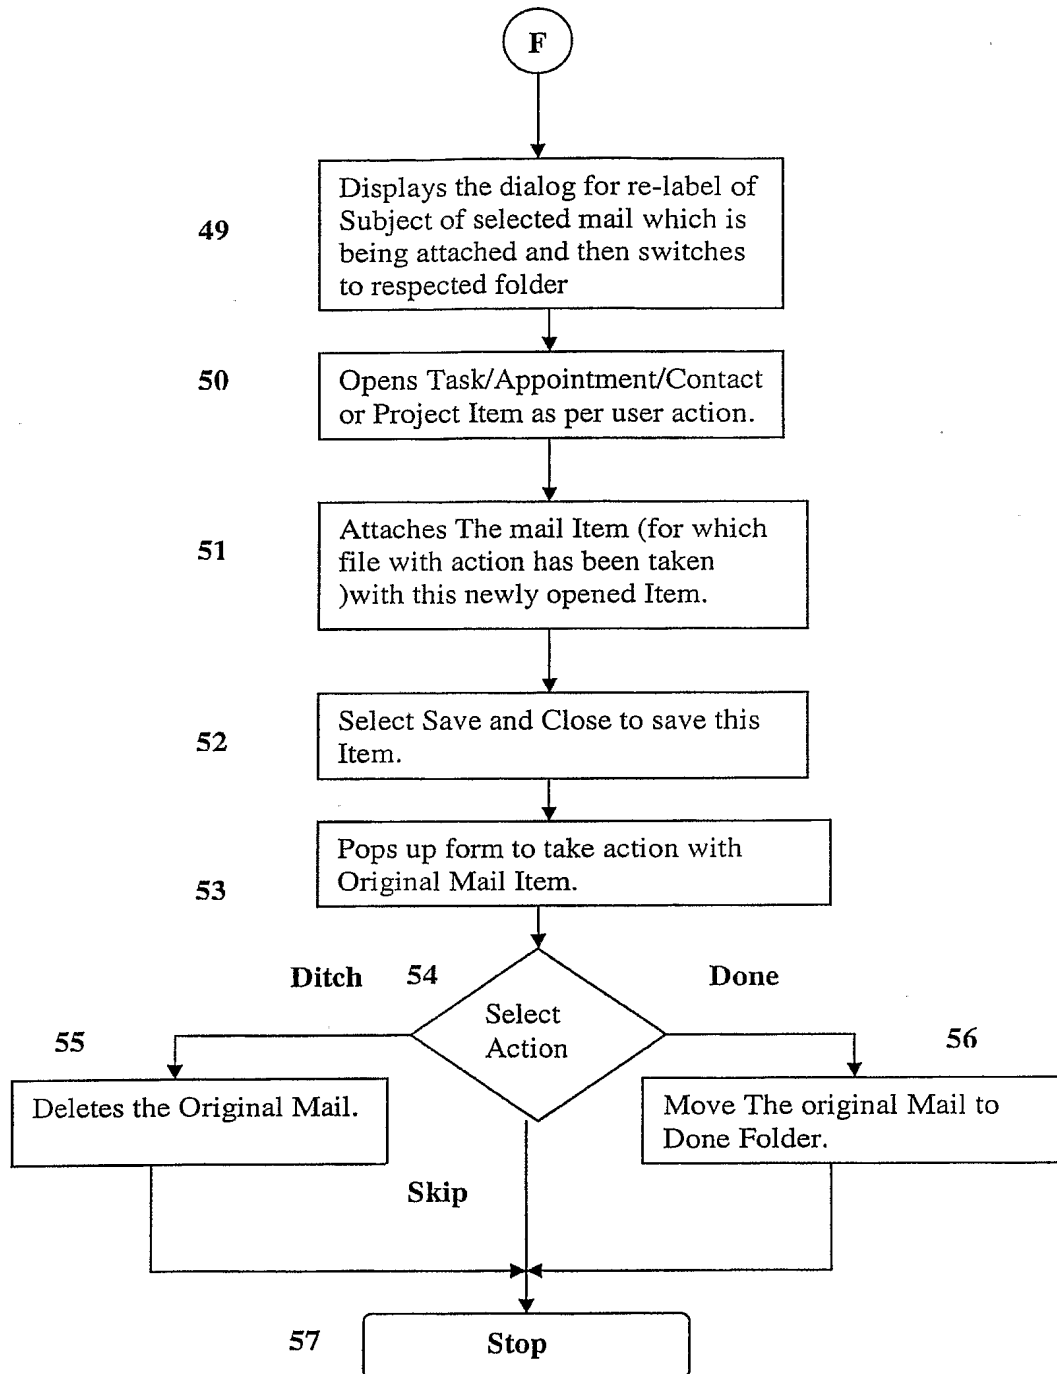 F
Displays the dialog for re-label of
Subject of selected mail which is
being attached and then switches
to respected folder
49
Opens Task/Appointment/Contact
or Project Item as per user action.
50
Attaches The mail Item (for which
file with action has been taken
)with this newly opened Item.
51
Select Save and Close to save this
Item.
52
Pops up form to take action with
Original Mail Item.
53
Ditch
54
Done
Select
Action
55
56
Deletes the Original Mail.
Move The original Mail to
Done Folder.
Skip
57
Stop